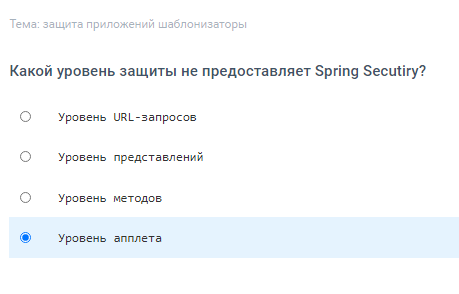 Тема: защита приложений шаблонизаторы
Какой уровень защиты не предоставляет Spring Secutiry?
Уровень URL-запросов
Уровень представлений
Уровень методов
Уровень апплета